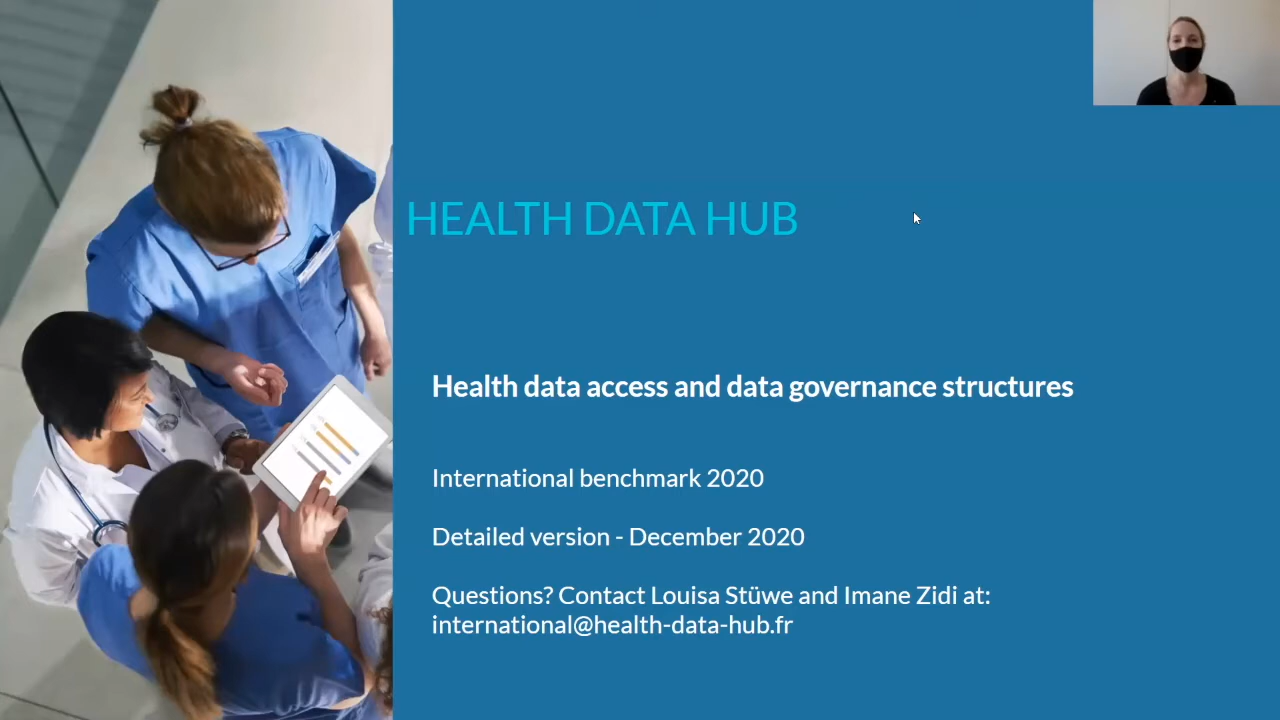 HEALTH DATA HUB
Health data access and data governance structures
International benchmark 2020
Detailed version - December 2020
Questions? Contact Louisa Stüwe and Imane Zidi at:
international@health-data-hub.fr